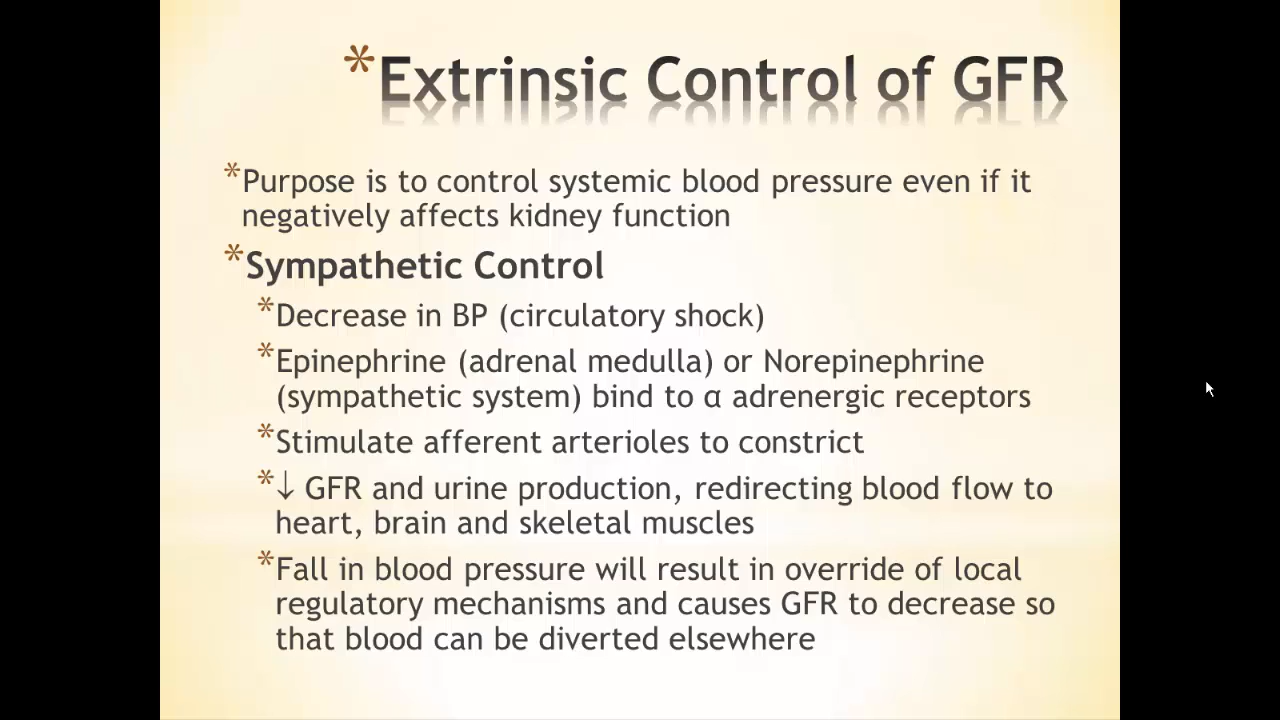 *Extrinsic Control of GFR
*Purpose is to control systemic blood pressure even if it
negatively affects kidney function
*Sympathetic Control
*Decrease in BP (circulatory shock)
*Epinephrine (adrenal medulla) or Norepinephrine
(sympathetic system) bind to α adrenergic receptors
*Stimulate afferent arterioles to constrict
*↓ GFR and urine production, redirecting blood flow to
heart, brain and skeletal muscles
*Fall in blood pressure will result in override of local
regulatory mechanisms and causes GFR to decrease so
that blood can be diverted elsewhere